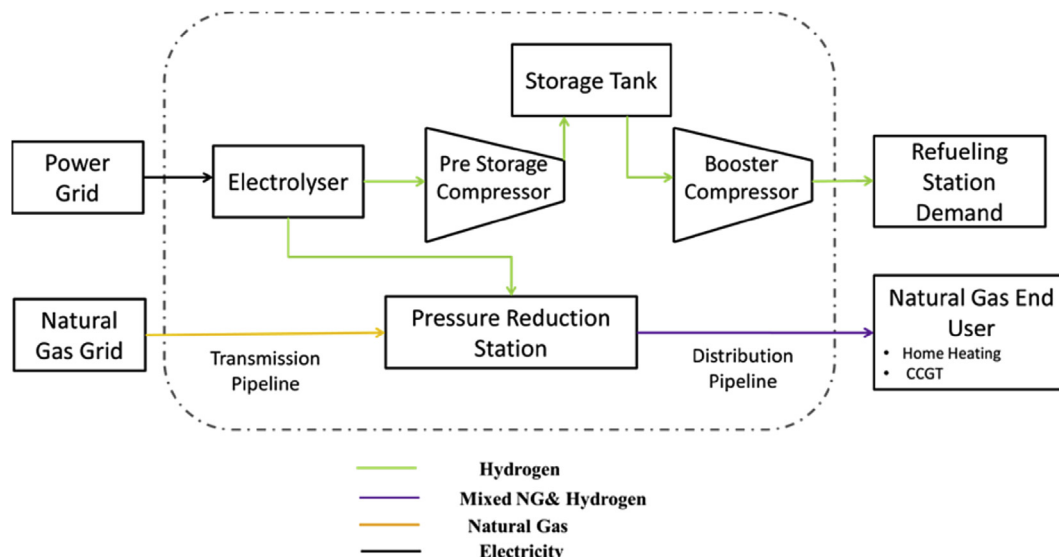 Storage Tank
Power
Grid
Electrolyser
Pre Storage
Compressor
Booster
Compressor
Refueling
Station
Demand
Natural
Gas Grid
Transmission
Pipeline
Pressure Reduction
Station
Distribution
Pipeline
Natural Gas End
User
• Home Heating
• CCGT
Hydrogen
Mixed NG& Hydrogen
Natural Gas
Electricity